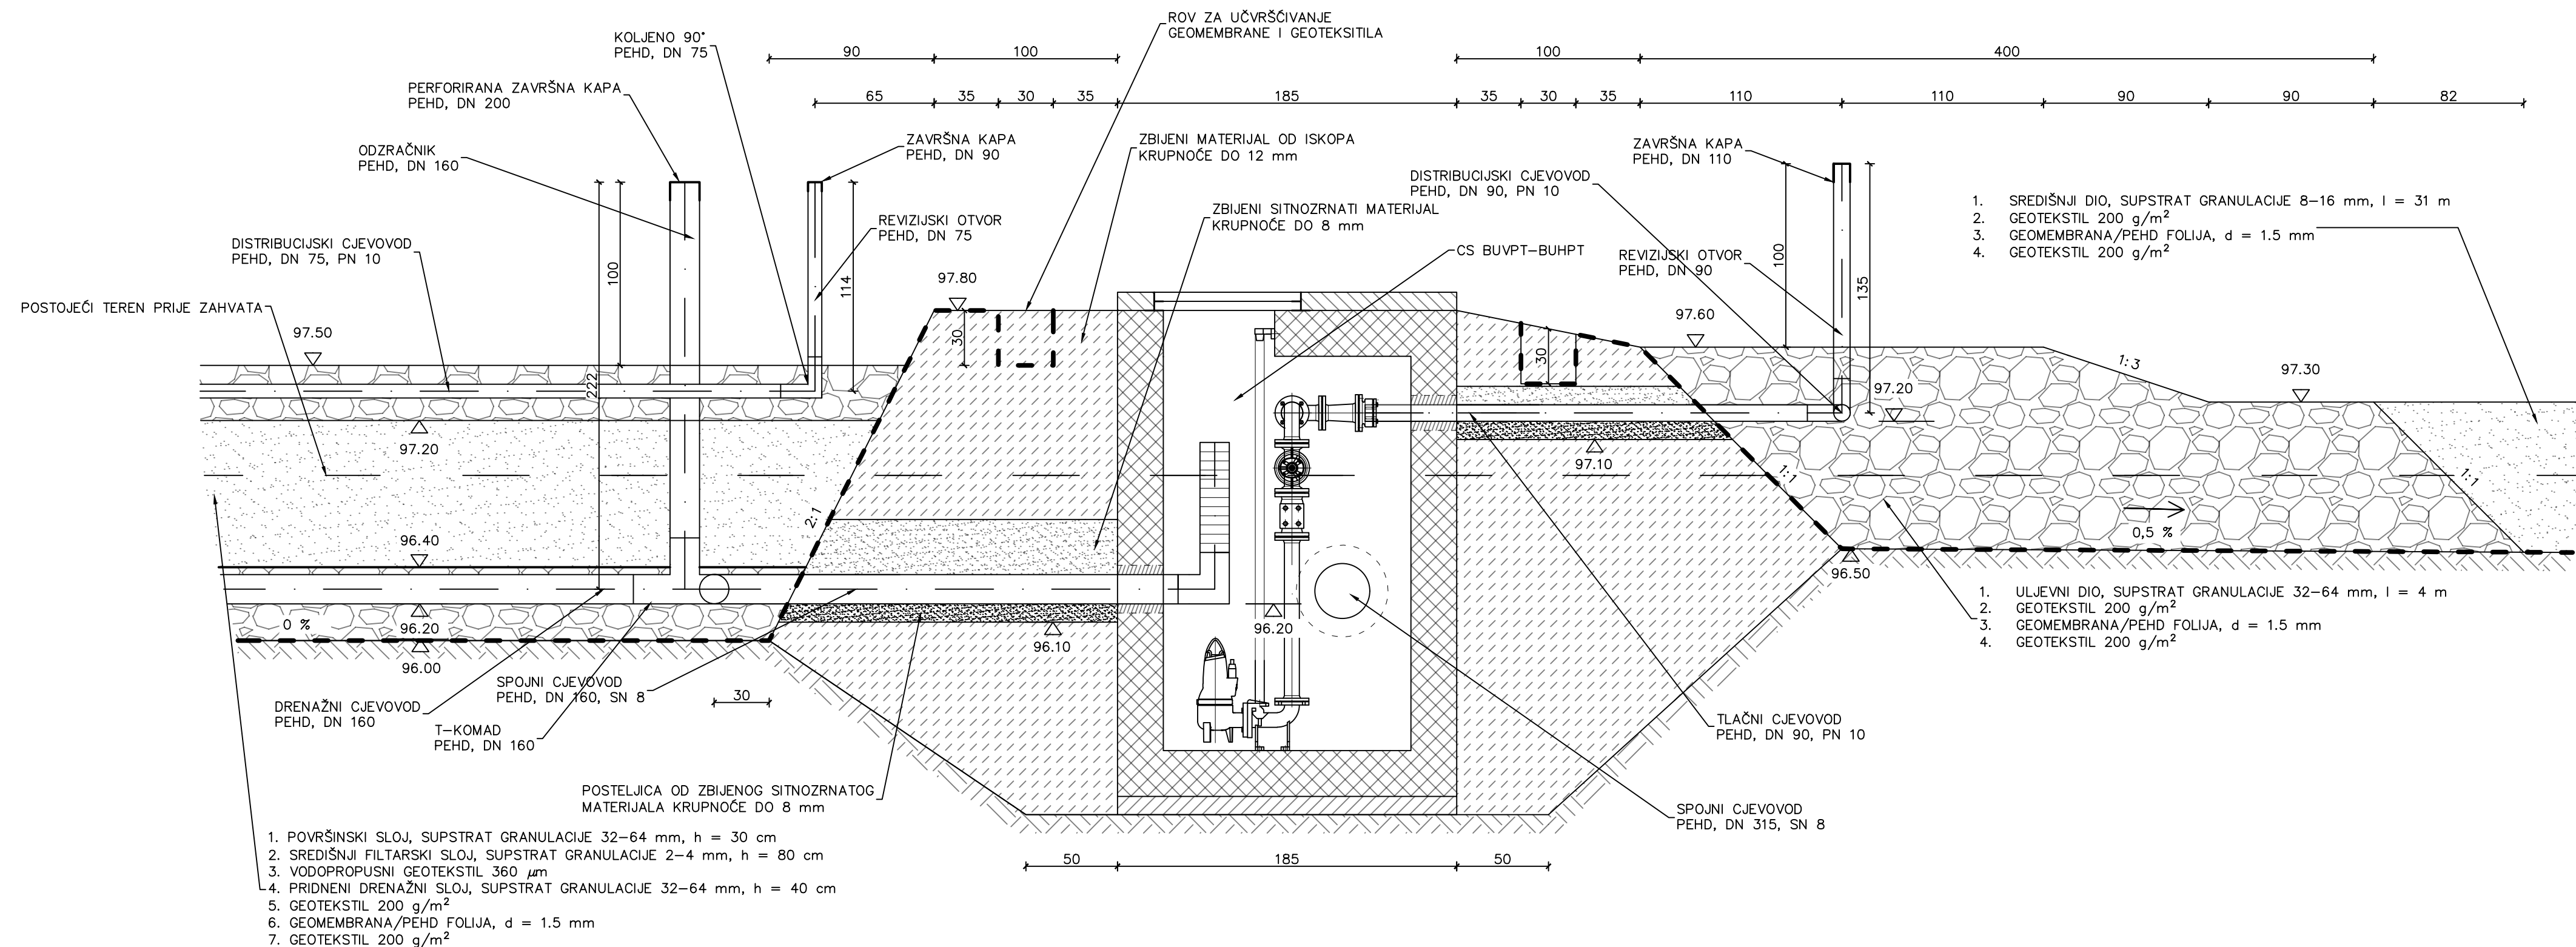 ROV ZA UČVRŠĆIVANJE
GEOMEMBRANE I GEOTEKSITILA
KOLJENO 90°
PEHD, DN 75
90
100
100
400
PERFORIRANA ZAVRŠNA KAPA
PEHD, DN 200
65
35
30
35
185
35
30
35
110
110
90
90
82
ODZRAČNIK
PEHD, DN 160
ZAVRŠNA KAPA
PEHD, DN 90
ZBIJENI MATERIJAL OD ISKOPA
KRUPNOĆE DO 12 mm
ZAVRŠNA KAPA
PEHD, DN 110
DISTRIBUCIJSKI CJEVOVOD
PEHD, DN 90, PN 10
1. SREDIŠNJI DIO, SUPSTRAT GRANULACIJE 8-16 mm, l = 31 m
2. GEOTEKSTIL 200 g/m²
3. GEOMEMBRANA/PEHD FOLIJA, d = 1.5 mm
4. GEOTEKSTIL 200 g/m²
ZBIJENI SITNOZRNATI MATERIJAL
KRUPNOĆE DO 8 mm
REVIZIJSKI OTVOR
PEHD, DN 75
DISTRIBUCIJSKI CJEVOVOD
PEHD, DN 75, PN 10
CS BUVPT-BUHPT
REVIZIJSKI OTVOR
PEHD, DN 90
100
114
100
135
222
POSTOJEĆI TEREN PRIJE ZAHVATA
97.50
97.80
30
30
97.60
1:3
97.30
97.20
97.20
97.10
1:1
1:1
2:1
0,5 %
96.40
96.50
0 %
96.20
96.00
96.10
96.20
1. ULJEVNI DIO, SUPSTRAT GRANULACIJE 32-64 mm, l = 4 m
2. GEOTEKSTIL 200 g/m²
3. GEOMEMBRANA/PEHD FOLIJA, d = 1.5 mm
4. GEOTEKSTIL 200 g/m²
SPOJNI CJEVOVOD
PEHD, DN 160, SN 8
30
DRENAŽNI CJEVOVOD
PEHD, DN 160
T-KOMAD
PEHD, DN 160
TLAČNI CJEVOVOD
PEHD, DN 90, PN 10
POSTELJICA OD ZBIJENOG SITNOZRNATOG
MATERIJALA KRUPNOĆE DO 8 mm
SPOJNI CJEVOVOD
PEHD, DN 315, SN 8
50
185
50
1. POVRŠINSKI SLOJ, SUPSTRAT GRANULACIJE 32-64 mm, h = 30 cm
2. SREDIŠNJI FILTARSKI SLOJ, SUPSTRAT GRANULACIJE 2-4 mm, h = 80 cm
3. VODOPROPUSNI GEOTEKSTIL 360 μm
4. PRIDNENI DRENAŽNI SLOJ, SUPSTRAT GRANULACIJE 32-64 mm, h = 40 cm
5. GEOTEKSTIL 200 g/m²
6. GEOMEMBRANA/PEHD FOLIJA, d = 1.5 mm
7. GEOTEKSTIL 200 g/m²